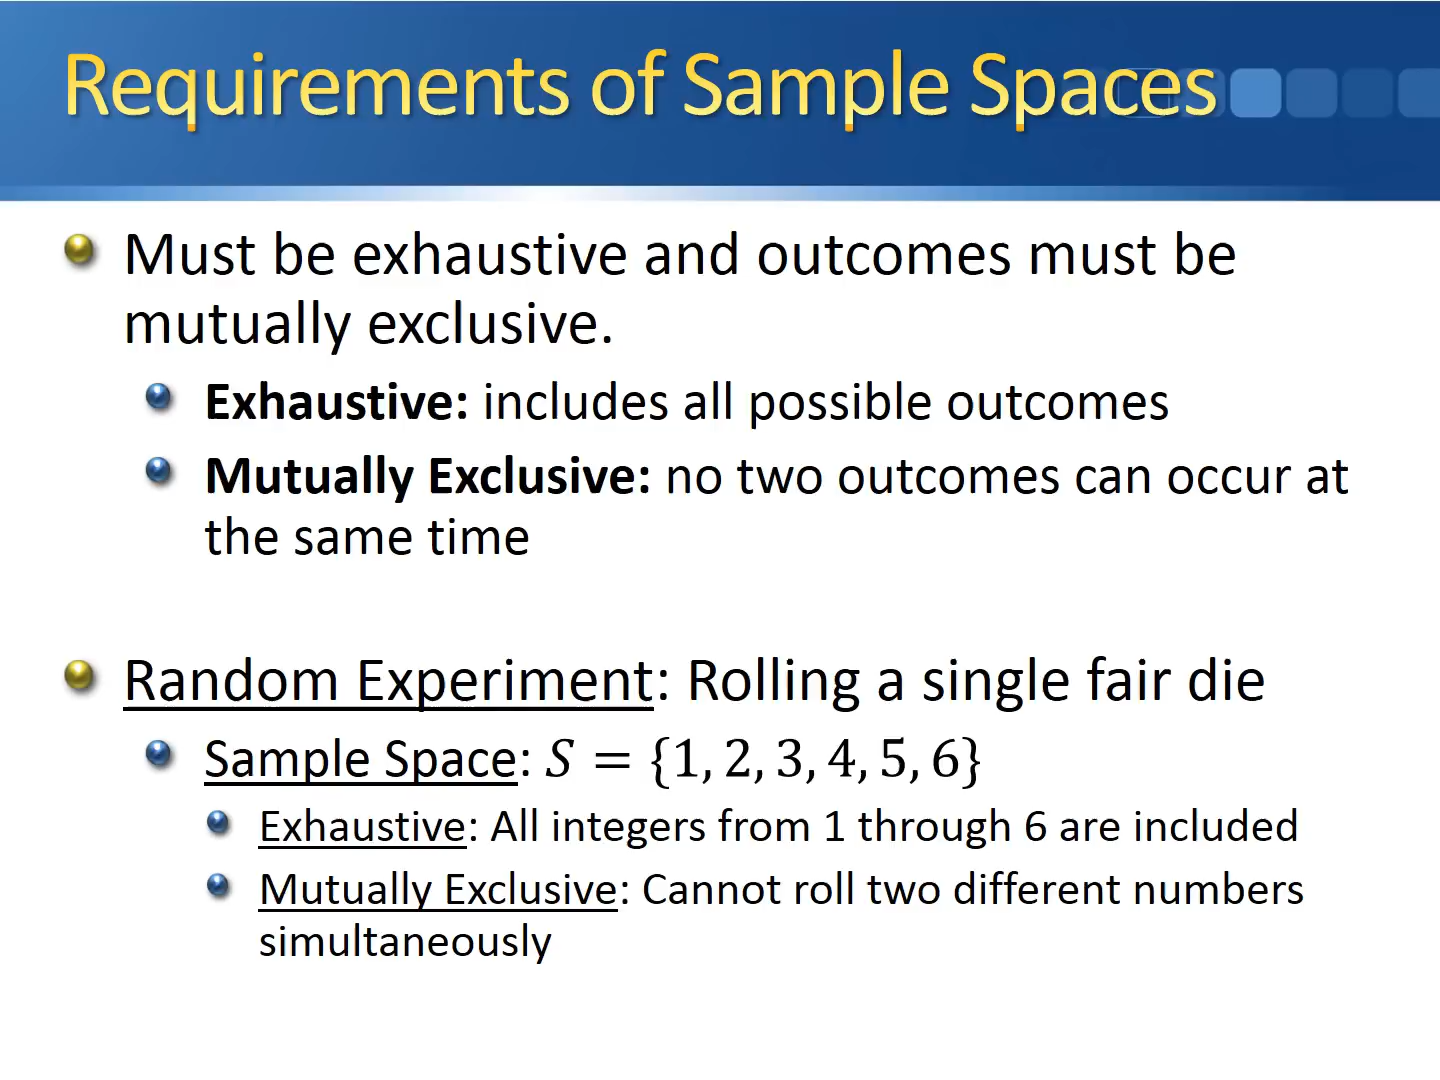 Requirements of Sample Spaces
Must be exhaustive and outcomes must be
mutually exclusive.
Exhaustive: includes all possible outcomes
Mutually Exclusive: no two outcomes can occur at
the same time
Random Experiment: Rolling a single fair die
Sample Space: S = {1, 2, 3, 4, 5, 6}
Exhaustive: All integers from 1 through 6 are included
Mutually Exclusive: Cannot roll two different numbers
simultaneously